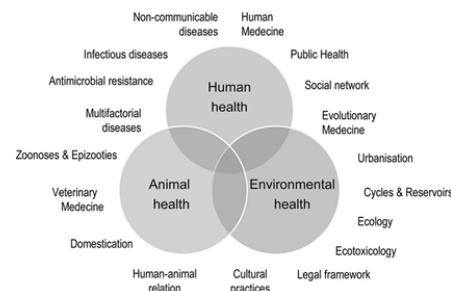 Non-communicable
diseases
Human
Medecine
Infectious diseases
Public Health
Antimicrobial resistance
Human
health
Social network
Multifactorial
diseases
Evolutionary
Medecine
Zoonoses & Epizooties
Urbanisation
Animal
health
Environmental
health
Veterinary
Medecine
Cycles & Reservoirs
Ecology
Domestication
Ecotoxicology
Human-animal
relation
Cultural
practices
Legal framework